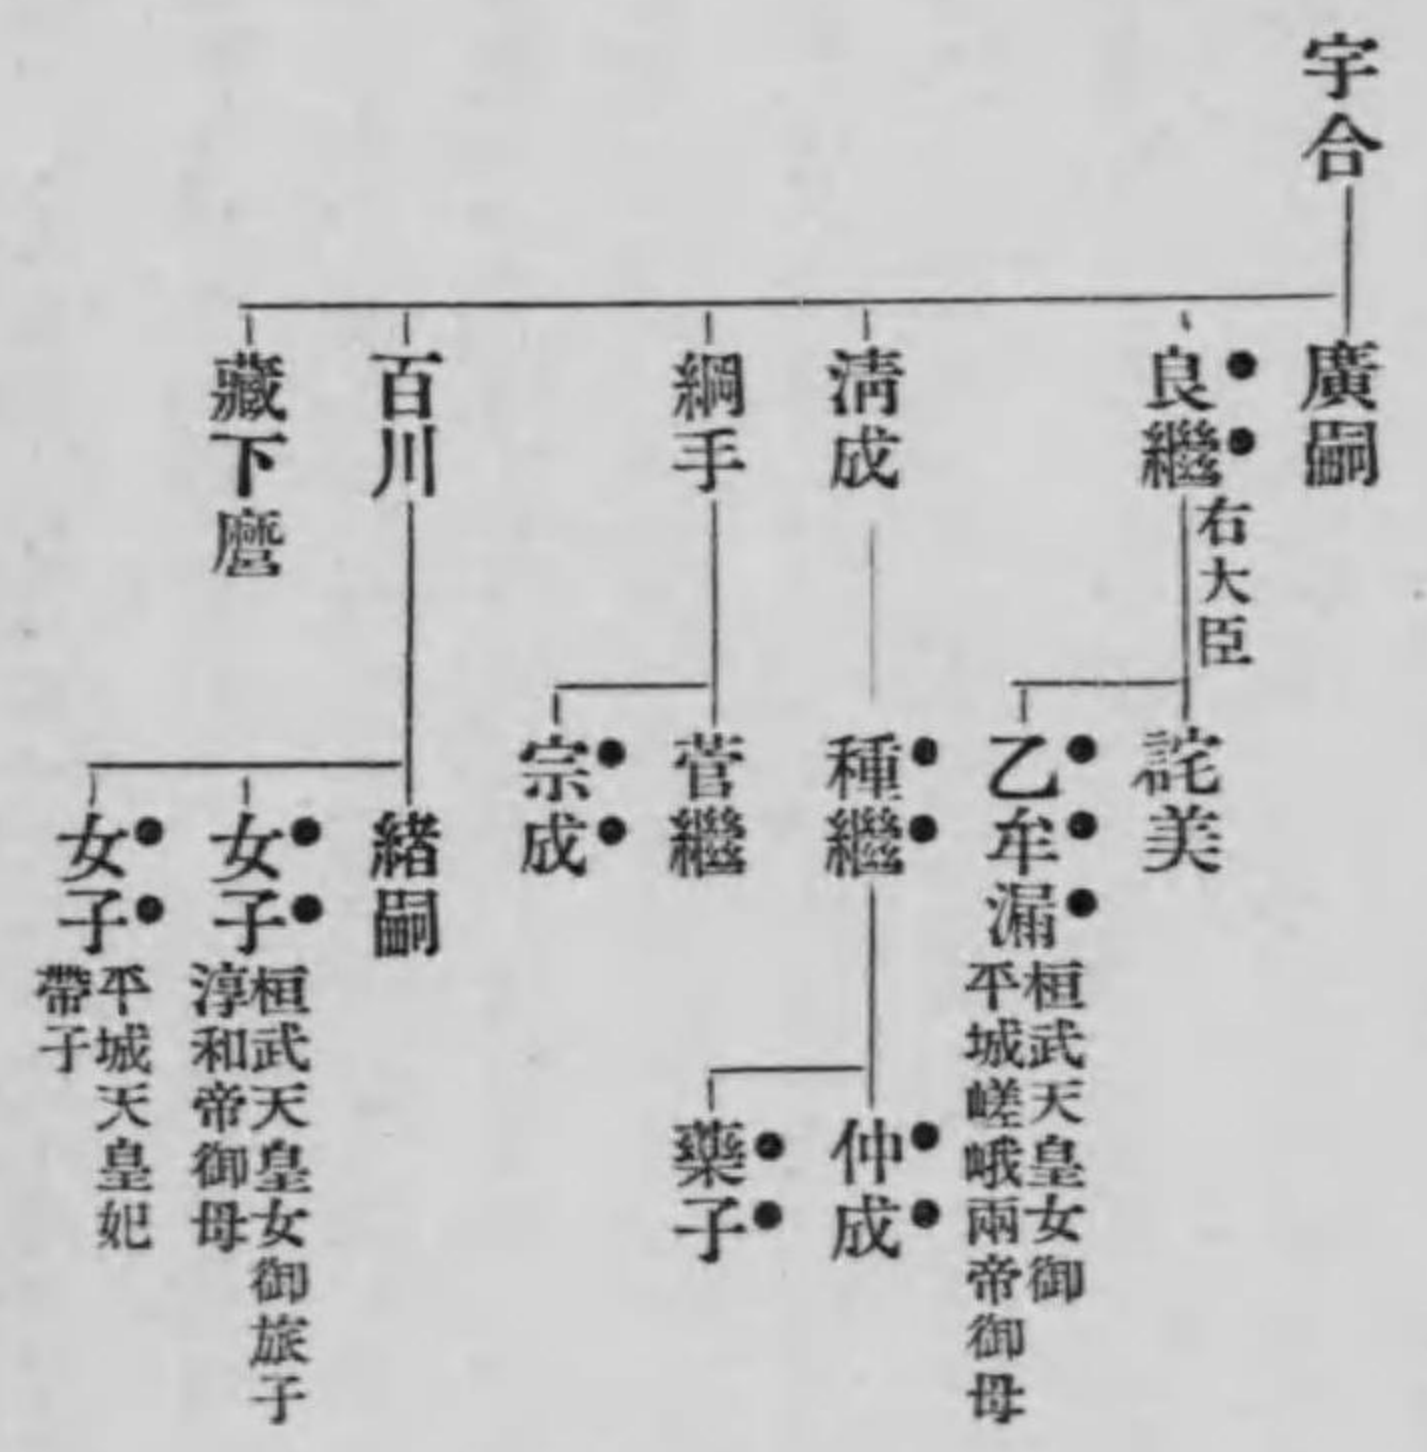 宇合
廣嗣
良繼
右大臣
詫美
乙牟漏
桓武天皇女御
平城嵯峨兩帝御母
淸成
種繼
仲成
藥子
綱手
菅繼
宗成
百川
緒嗣
女子
桓武天皇女御旅子
淳和帝御母
女子
平城天皇妃
帶子
藏下麿